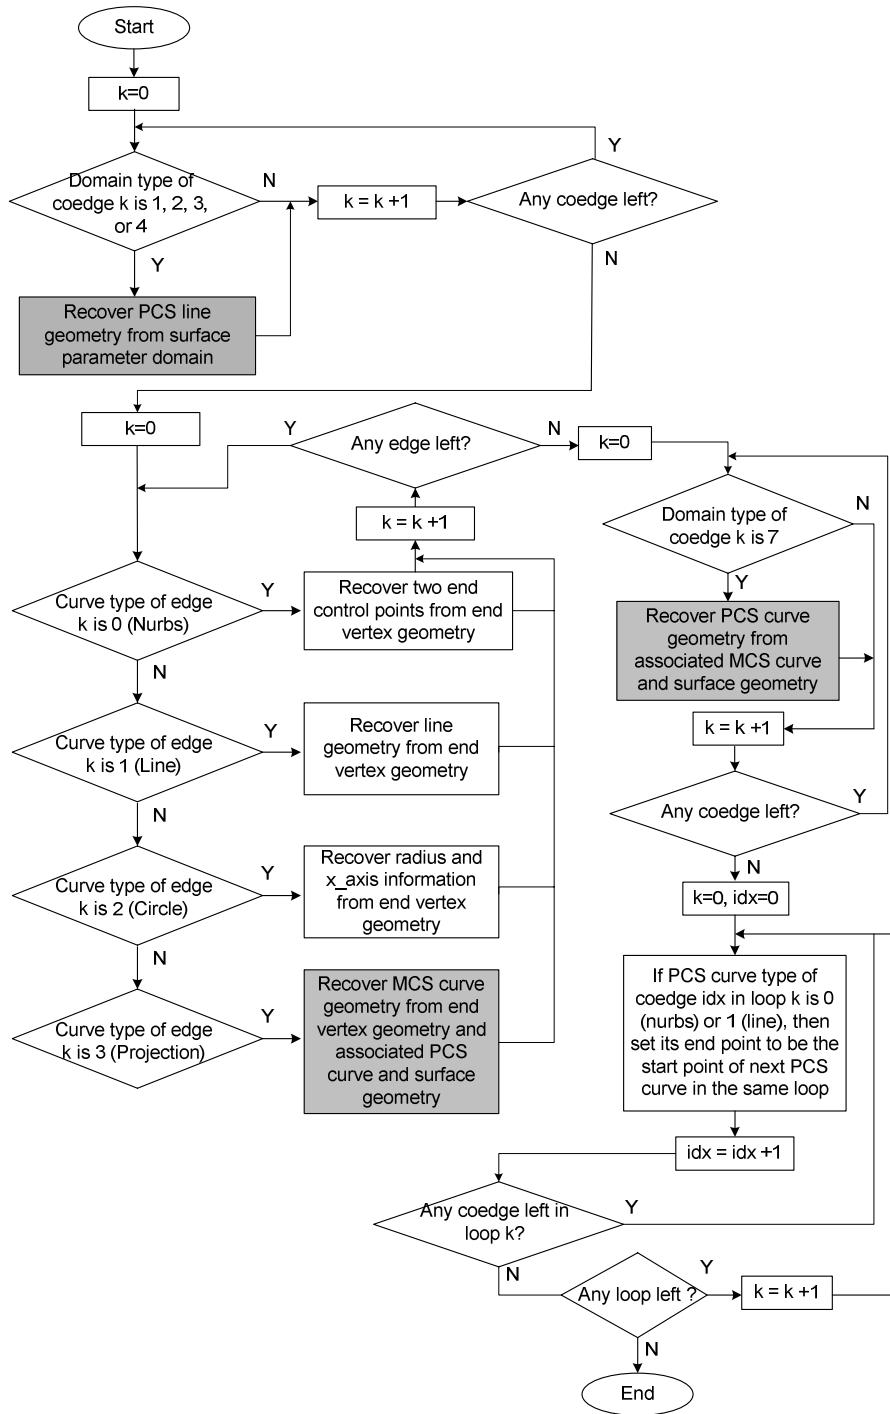 Start
k=0
Y
Domain type of
coedge k is 1, 2, 3,
or 4
N
k = k +1
Any coedge left?
Y
N
Recover PCS line
geometry from surface
parameter domain
k=0
Y
Any edge left?
N
k=0
k = k +1
Domain type of
coedge k is 7
N
Y
Curve type of edge
k is 0 (Nurbs)
Y
Recover two end
control points from end
vertex geometry
Recover PCS curve
geometry from
associated MCS curve
and surface geometry
N
k = k +1
Curve type of edge
k is 1 (Line)
Y
Recover line
geometry from end
vertex geometry
Any coedge left?
Y
N
N
Curve type of edge
k is 2 (Circle)
Y
Recover radius and
x_axis information
from end vertex
geometry
k=0, idx=0
N
Curve type of edge
k is 3 (Projection)
Y
Recover MCS curve
geometry from end
vertex geometry and
associated PCS
curve and surface
geometry
If PCS curve type of
coedge idx in loop k is 0
(nurbs) or 1 (line), then
set its end point to be the
start point of next PCS
curve in the same loop
idx = idx +1
Any coedge left in
loop k?
Y
N
Any loop left ?
Y
k = k +1
N
End